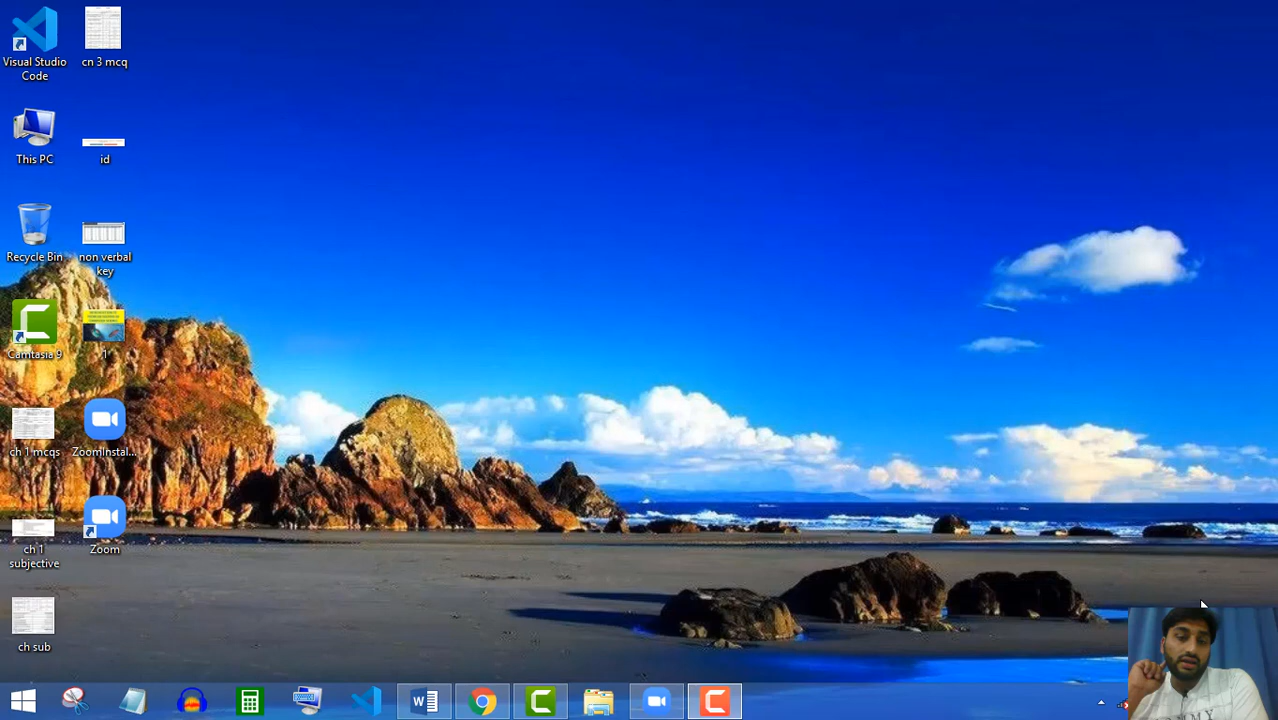 Visual Studio
Code
cn 3 mcq
This PC
id
Recycle Bin
non verbal
key
Camtasia 9
1
ch 1 mcqs
ZoomInstal...
ch 1
subjective
Zoom
ch sub